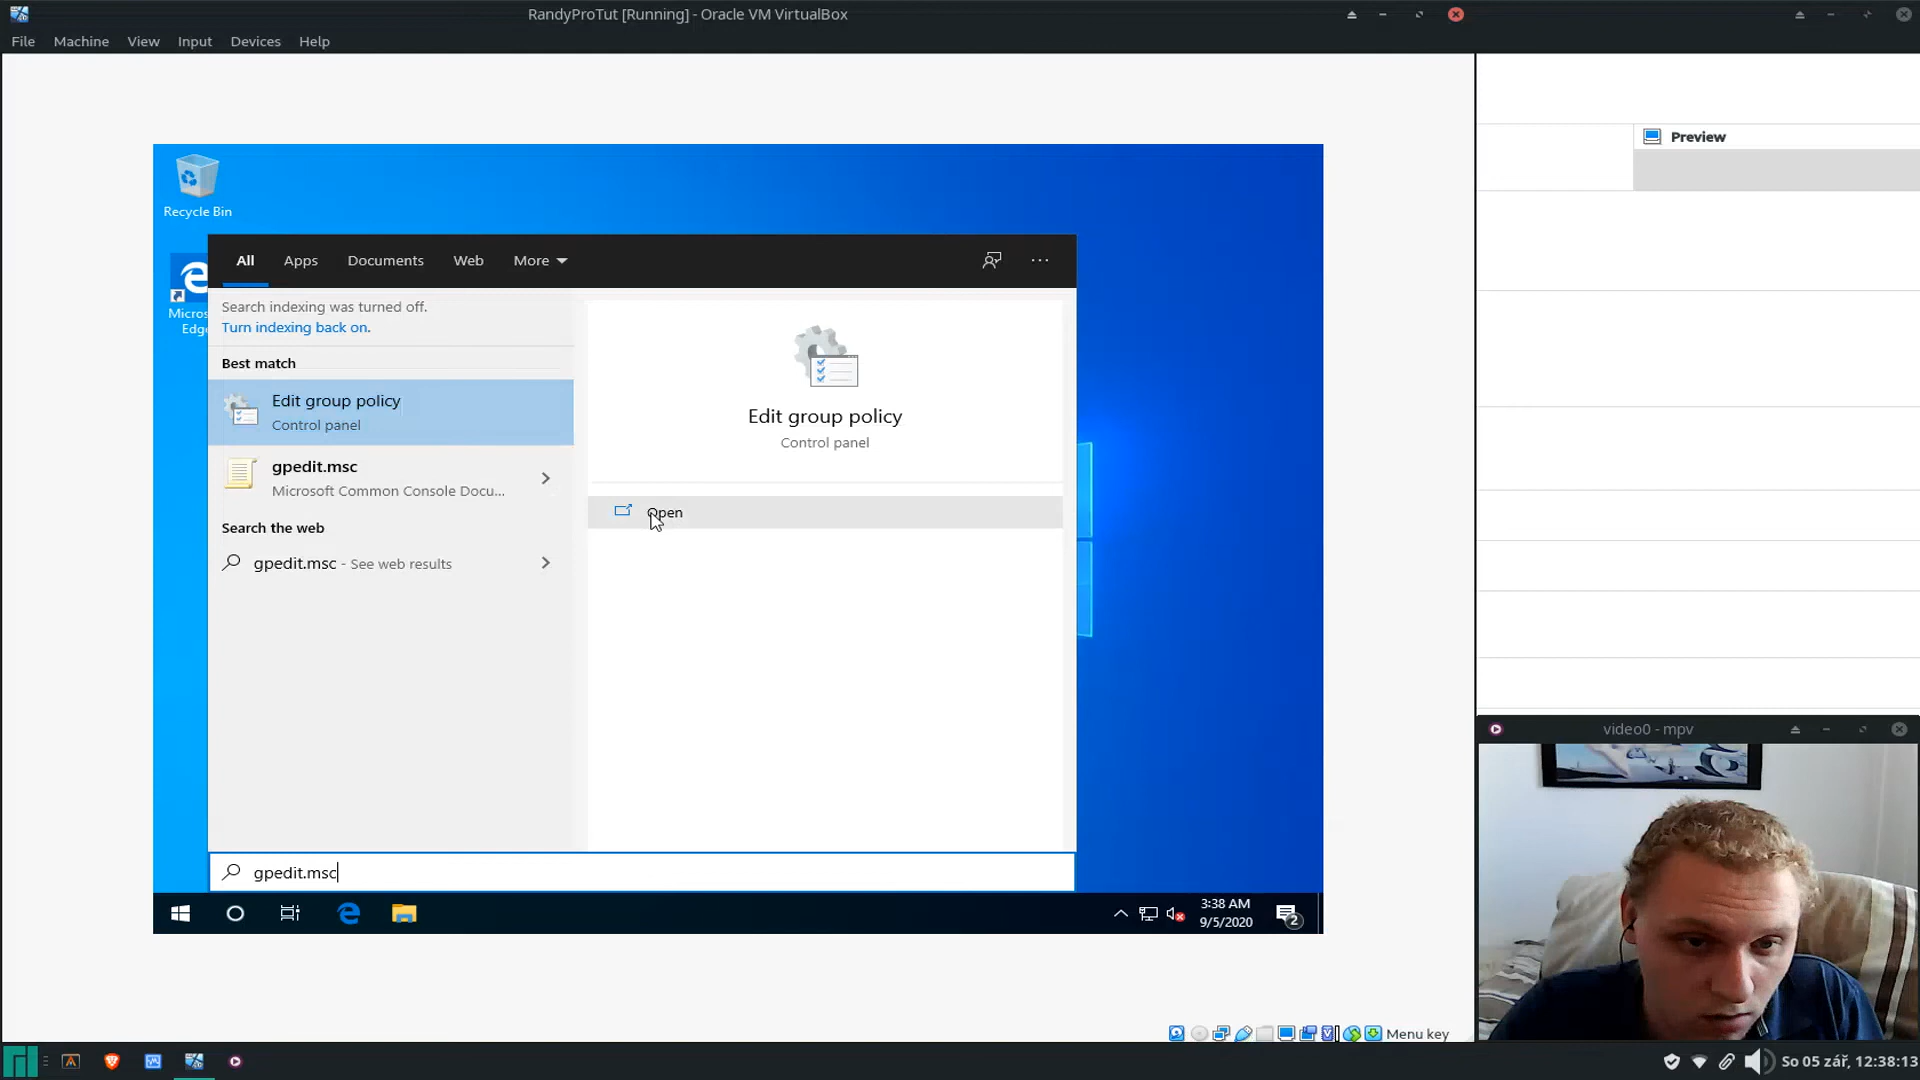 RandyProTut [Running] - Oracle VM VirtualBox
File Machine View Input Devices Help
Preview
Recycle Bin
Micros
Edge
All Apps Documents Web More
Search indexing was turned off.
Turn indexing back on.
Best match
Edit group policy
Control panel
gpedit.msc
Microsoft Common Console Docu...
Search the web
gpedit.msc - See web results
Edit group policy
Control panel
Open
gpedit.msc
3:38 AM
9/5/2020
2
video0 - mpv
Menu key
So 05 zář, 12:38:13